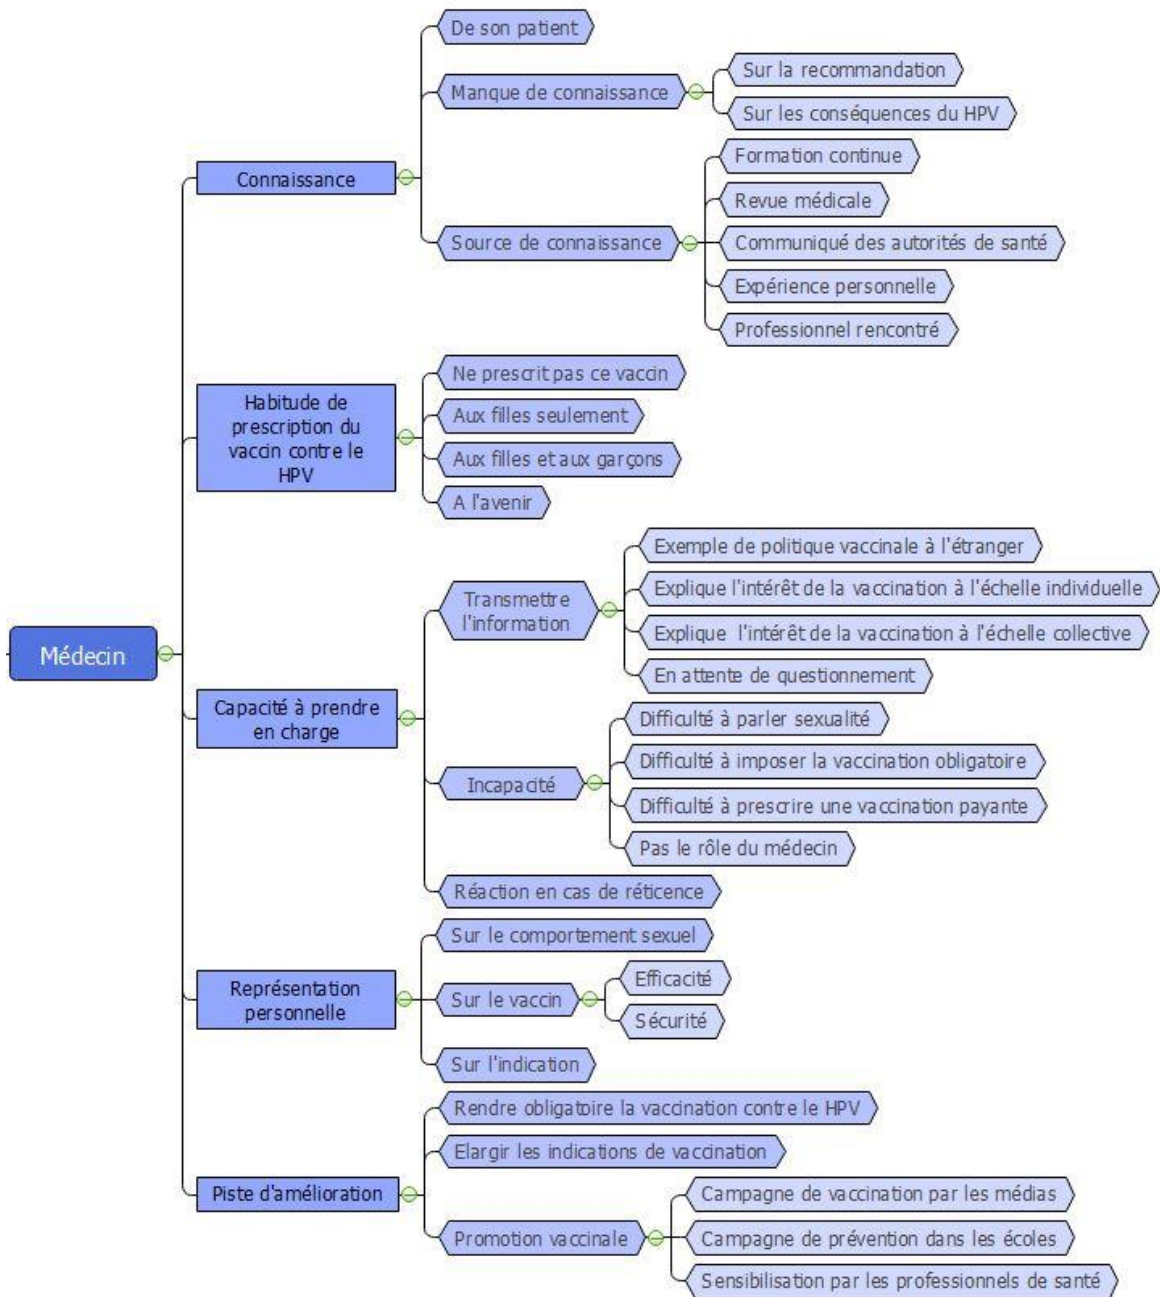 De son patient
Sur la recommandation
Manque de connaissance
Sur les conséquences du HPV
Formation continue
Connaissance
Revue médicale
Source de connaissance
Communiqué des autorités de santé
Expérience personnelle
Professionnel rencontré
Ne prescrit pas ce vaccin
Habitude de
prescription du
vaccin contre le
HPV
Aux filles seulement
Aux filles et aux garçons
A l'avenir
Exemple de politique vaccinale à l'étranger
Transmettre
l'information
Explique l'intérêt de la vaccination à l'échelle individuelle
Explique l'intérêt de la vaccination à l'échelle collective
Médecin
En attente de questionnement
Capacité à prendre
en charge
Difficulté à parler sexualité
Difficulté à imposer la vaccination obligatoire
Incapacité
Difficulté à prescrire une vaccination payante
Pas le rôle du médecin
Réaction en cas de réticence
Sur le comportement sexuel
Représentation
personnelle
Efficacité
Sur le vaccin
Sécurité
Sur l'indication
Rendre obligatoire la vaccination contre le HPV
Elargir les indications de vaccination
Piste d'amélioration
Campagne de vaccination par les médias
Promotion vaccinale
Campagne de prévention dans les écoles
Sensibilisation par les professionnels de santé